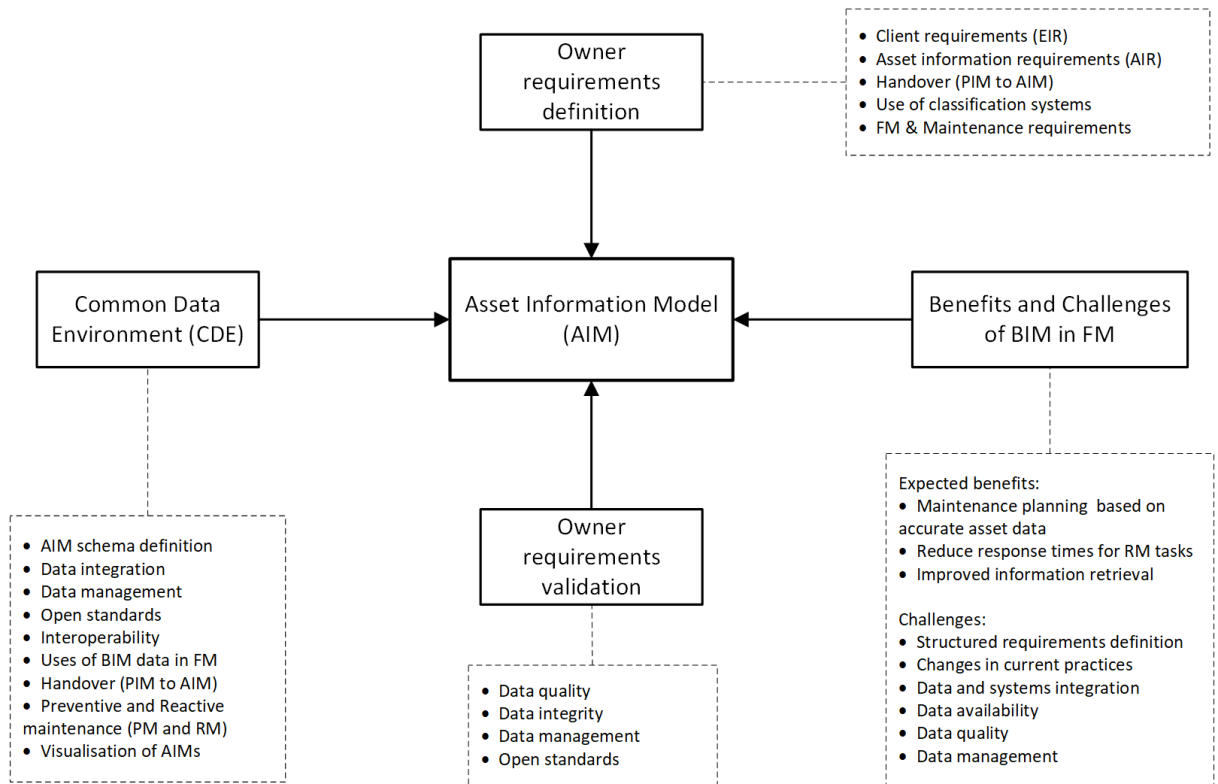 Owner
requirements
definition
• Client requirements (EIR)
• Asset information requirements (AIR)
• Handover (PIM to AIM)
• Use of classification systems
• FM & Maintenance requirements
Common Data
Environment (CDE)
Asset Information Model
(AIM)
Benefits and Challenges
of BIM in FM
• AIM schema definition
• Data integration
• Data management
• Open standards
• Interoperability
• Uses of BIM data in FM
• Handover (PIM to AIM)
• Preventive and Reactive
maintenance (PM and RM)
• Visualisation of AIMs
Owner
requirements
validation
• Data quality
• Data integrity
• Data management
• Open standards
Expected benefits:
• Maintenance planning based on
accurate asset data
• Reduce response times for RM tasks
• Improved information retrieval
Challenges:
• Structured requirements definition
• Changes in current practices
• Data and systems integration
• Data availability
• Data quality
• Data management